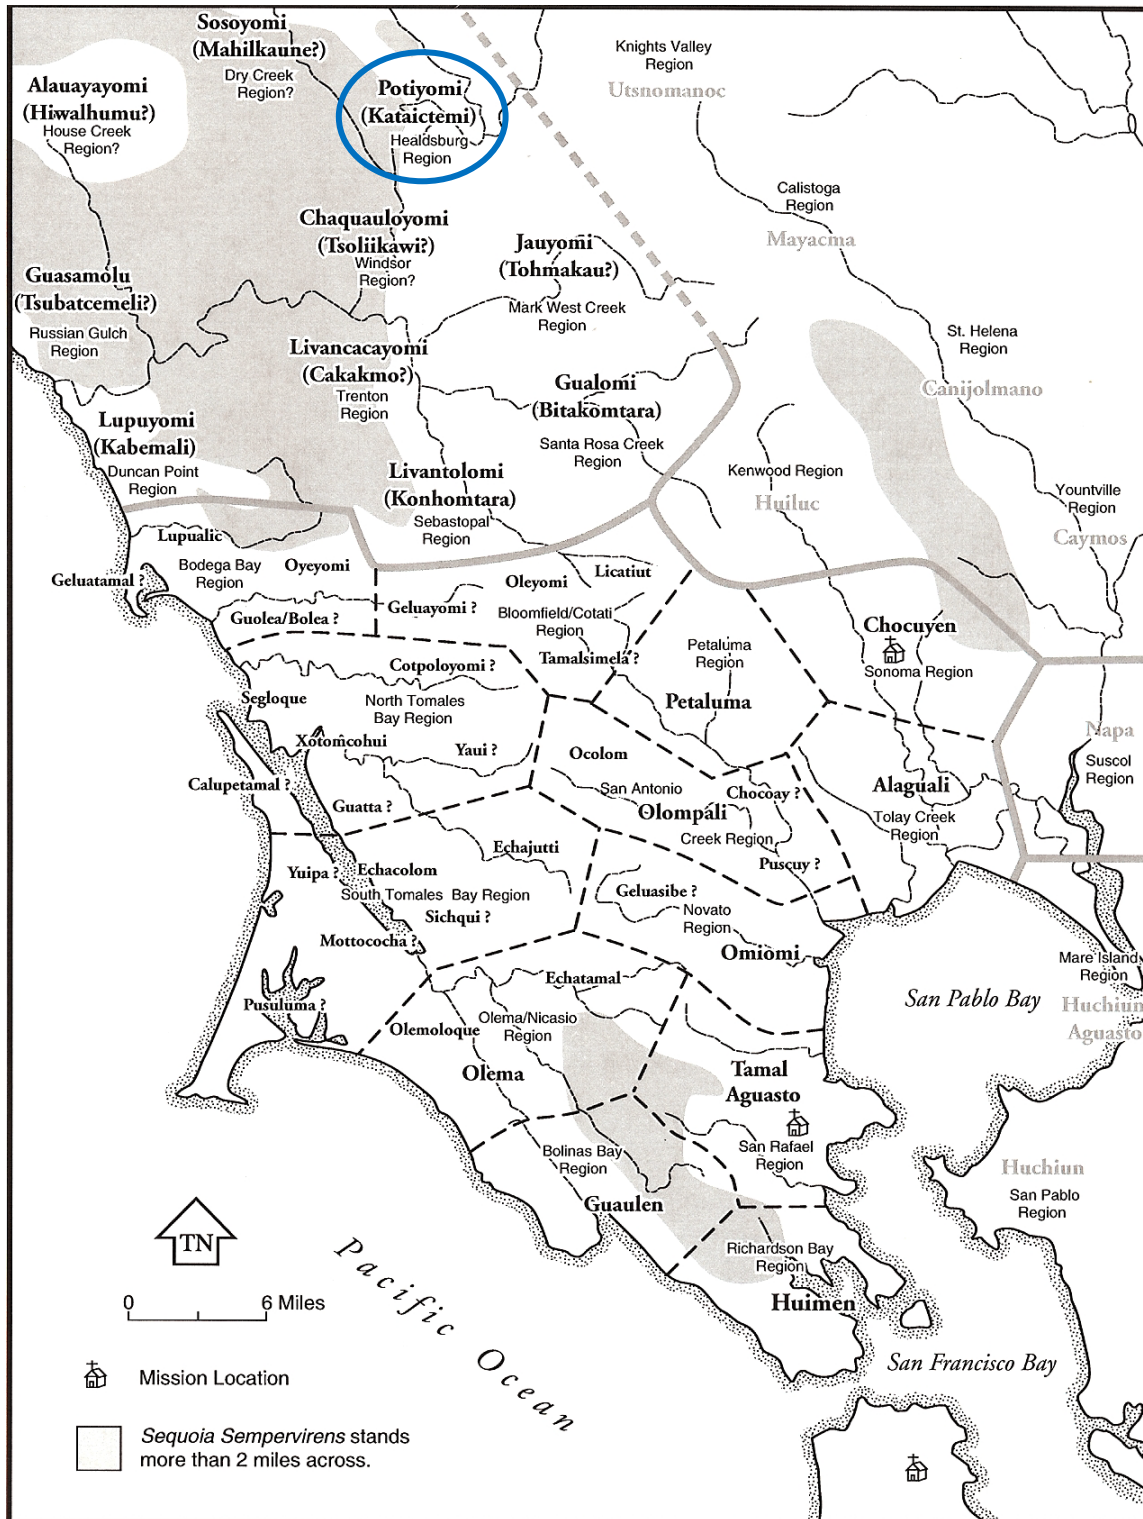 Sosoyomi
(Mahilkaune?)
Dry Creek
Region?
Alauayayomi
(Hiwalhumu?)
House Creek
Region?
Potiyomi
(Kataictemi)
Healdsburg
Region
Knights Valley
Region
Utsnomanoc
Calistoga
Region
Mayacma
Chaquauloyomi
(Tsoliikawi?)
Windsor
Region?
Jauyomi
(Tohmakau?)
Mark West Creek
Region
Guasamolu
(Tsubatcemeli?)
Russian Gulch
Region
Livancacayomi
(Cakakmo?)
Trenton
Region
Gualomi
(Bitakomtara)
Santa Rosa Creek
Region
St. Helena
Region
Canijolmano
Lupuyomi
(Kabemali)
Duncan Point
Region
Livantolomi
(Konhomtara)
Sebastopal
Region
Kenwood Region
Huiluc
Yountville
Region
Caymos
Lupualic
Bodega Bay
Region
Oyeyomi
Geluatamal ?
Guolea/Bolea ?
Geluayomi ?
Oleyomi
Licatiut
Bloomfield/Cotati
Region
Tamalsimela ?
Chocuyen
Sonoma Region
Petaluma
Region
Petaluma
Cotpoloyomi ?
North Tomales
Bay Region
Segloque
Xotomcohui
Yaui ?
Calupetamal ?
Guatta ?
Ocolom
San Antonio
Olompali
Creek Region
Chocoay ?
Puscuy ?
Alaguali
Tolay Creek
Region
Napa
Suscol
Region
Echajutti
Yuipa ?
Echacolom
South Tomales Bay Region
Sichqui ?
Mottococha ?
Geluasibe ?
Novato
Region
Omiomi
Echatamal
Pusuluma ?
Olemoloque
Olema/Nicasio
Region
Olema
Tamal
Aguasto
San Rafael
Region
San Pablo Bay
Mare Island
Region
Huchiun
Aguasto
Bolinas Bay
Region
Guaulen
Huchiun
San Pablo
Region
Richardson Bay
Region
Huimen
San Francisco Bay
Pacific Ocean
TN
0 6 Miles
Mission Location
Sequoia Sempervirens stands
more than 2 miles across.